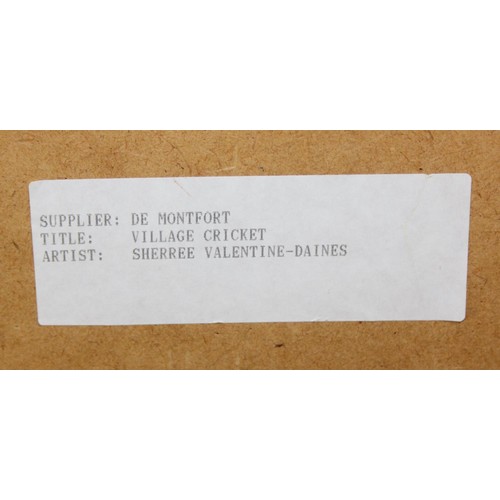 SUPPLIER: DE MONTFORT
TITLE: VILLAGE CRICKET
ARTIST: SHERREE VALENTINE-DAINES